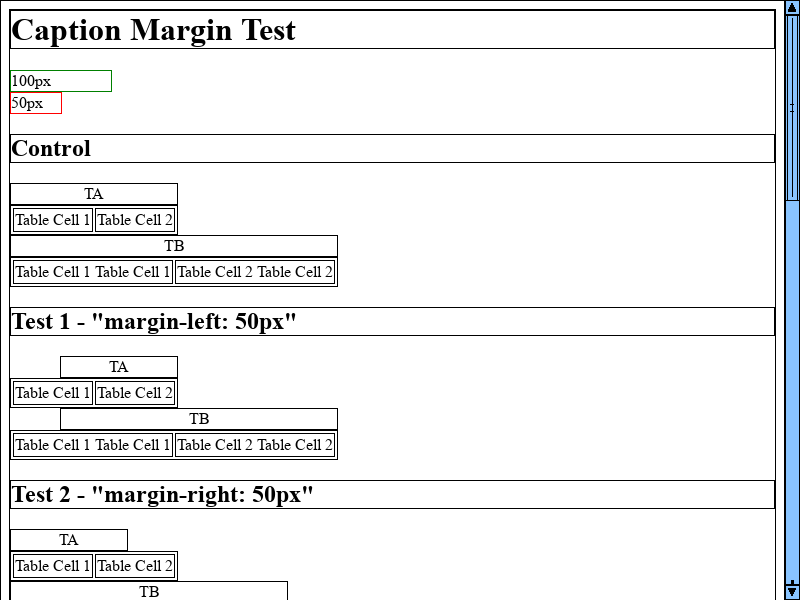 Caption Margin Test
100px
50px
Control
TA
Table Cell 1 Table Cell 2
TB
Table Cell 1 Table Cell 1 Table Cell 2 Table Cell 2
Test 1 - "margin-left: 50px"
TA
Table Cell 1 Table Cell 2
TB
Table Cell 1 Table Cell 1 Table Cell 2 Table Cell 2
Test 2 - "margin-right: 50px"
TA
Table Cell 1 Table Cell 2
TB